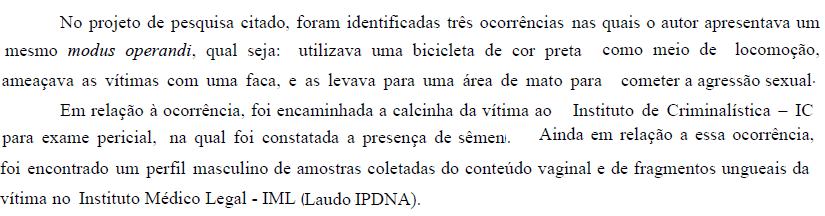 No projeto de pesquisa citado, foram identificadas três ocorrências nas quais o autor apresentava um
mesmo modus operandi, qual seja: utilizava uma bicicleta de cor preta como meio de locomoção,
ameaçava as vítimas com uma faca, e as levava para uma área de mato para cometer a agressão sexual.
Em relação à ocorrência, foi encaminhada a calcinha da vítima ao Instituto de Criminalística – IC
para exame pericial, na qual foi constatada a presença de sêmen. Ainda em relação a essa ocorrência,
foi encontrado um perfil masculino de amostras coletadas do conteúdo vaginal e de fragmentos ungueais da
vítima no Instituto Médico Legal - IML (Laudo IPDNA).